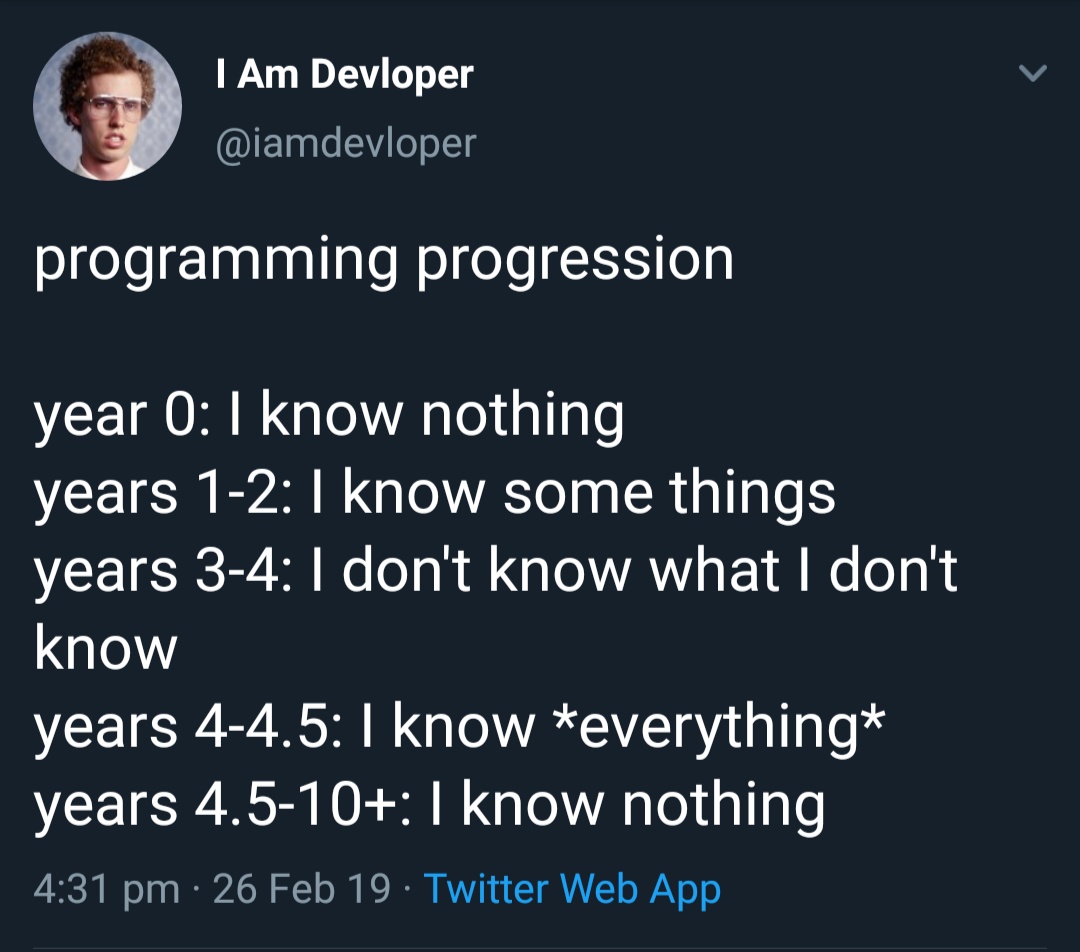 I Am Devloper
@iamdevloper
programming progression
year 0: I know nothing
years 1-2: I know some things
years 3-4: I don't know what I don't
know
years 4-4.5: I know *everything*
years 4.5-10+: I know nothing
4:31 pm · 26 Feb 19 · Twitter Web App